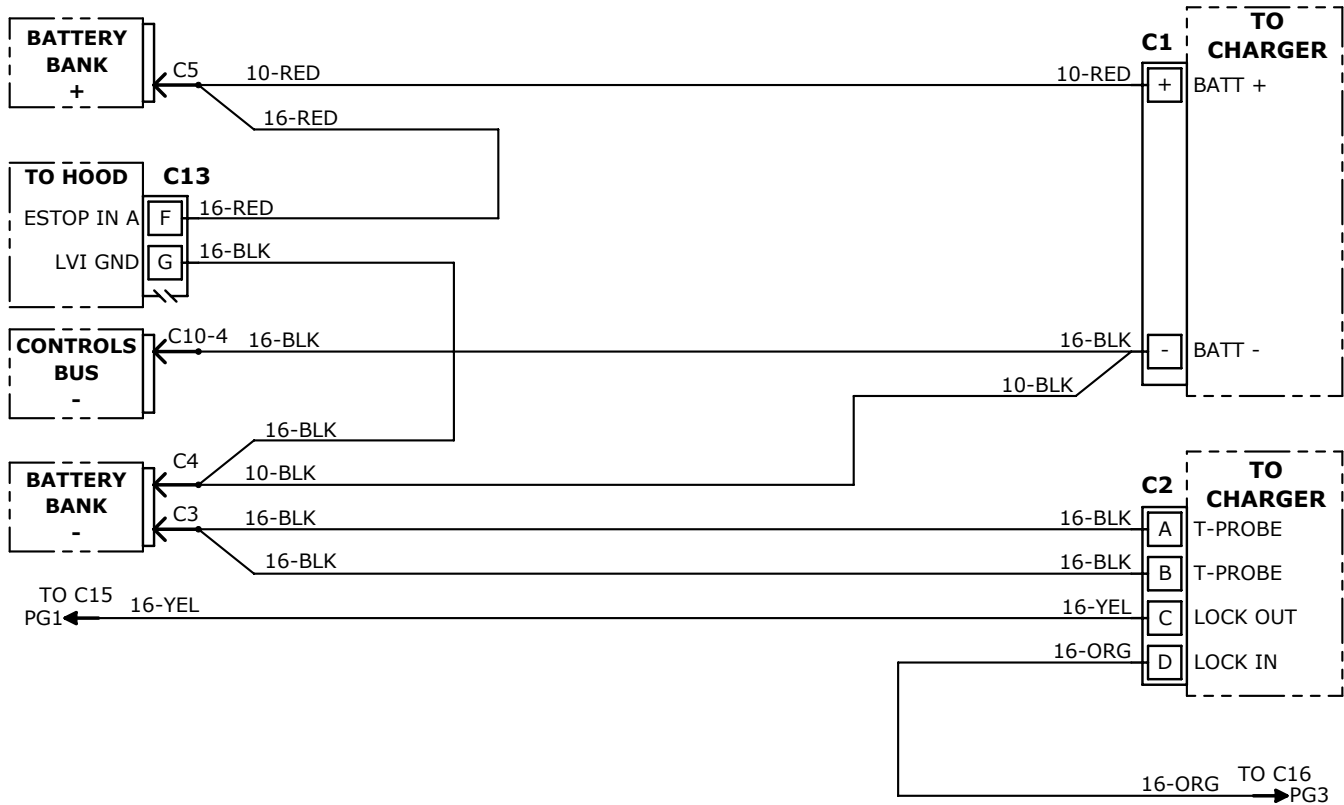 BATTERY
BANK
+
C5
10-RED
10-RED
C1
+
BATT +
TO
CHARGER
16-RED
TO HOOD
C13
ESTOP IN A
F
16-RED
LVI GND
G
16-BLK
CONTROLS
BUS
-
C10-4
16-BLK
16-BLK
-
BATT -
10-BLK
16-BLK
BATTERY
BANK
-
C4
10-BLK
C3
16-BLK
16-BLK
C2
TO
CHARGER
A
T-PROBE
16-BLK
16-BLK
B
T-PROBE
TO C15
PG1
16-YEL
16-YEL
C
LOCK OUT
16-ORG
D
LOCK IN
16-ORG
TO C16
PG3